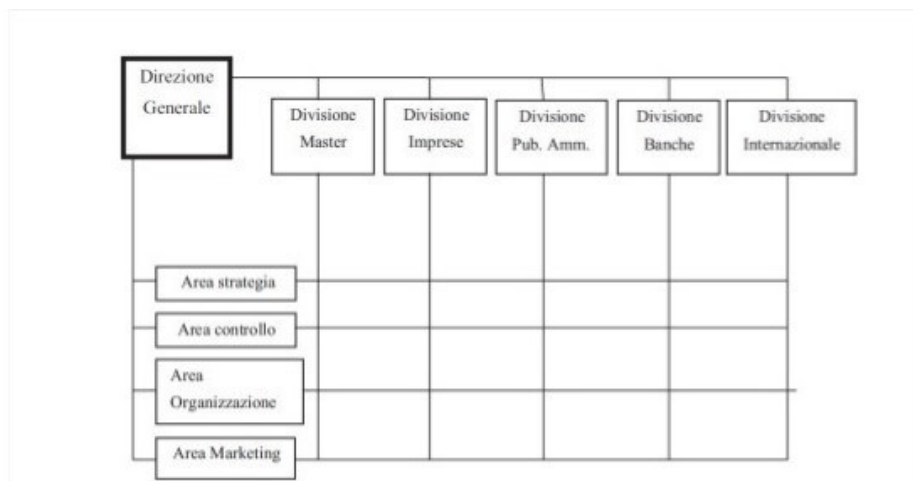 Direzione
Generale
Divisione
Master
Divisione
Imprese
Divisione
Pub. Amm.
Divisione
Banche
Divisione
Internazionale
Area strategia
Area controllo
Area
Organizzazione
Area Marketing